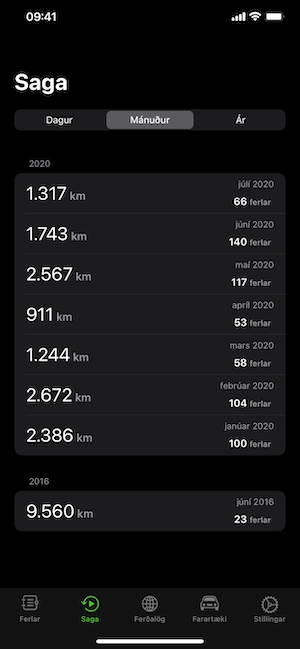 09:41
Saga
Dagur Mánuður Ár
2020
1.317 km júlí 2020
66 ferlar
1.743 km júní 2020
140 ferlar
2.567 km maí 2020
117 ferlar
911 km apríl 2020
53 ferlar
1.244 km mars 2020
58 ferlar
2.672 km febrúar 2020
104 ferlar
2.386 km janúar 2020
100 ferlar
2016
9.560 km júní 2016
23 ferlar
Ferlar Saga Ferðalög Farartæki Stillingar